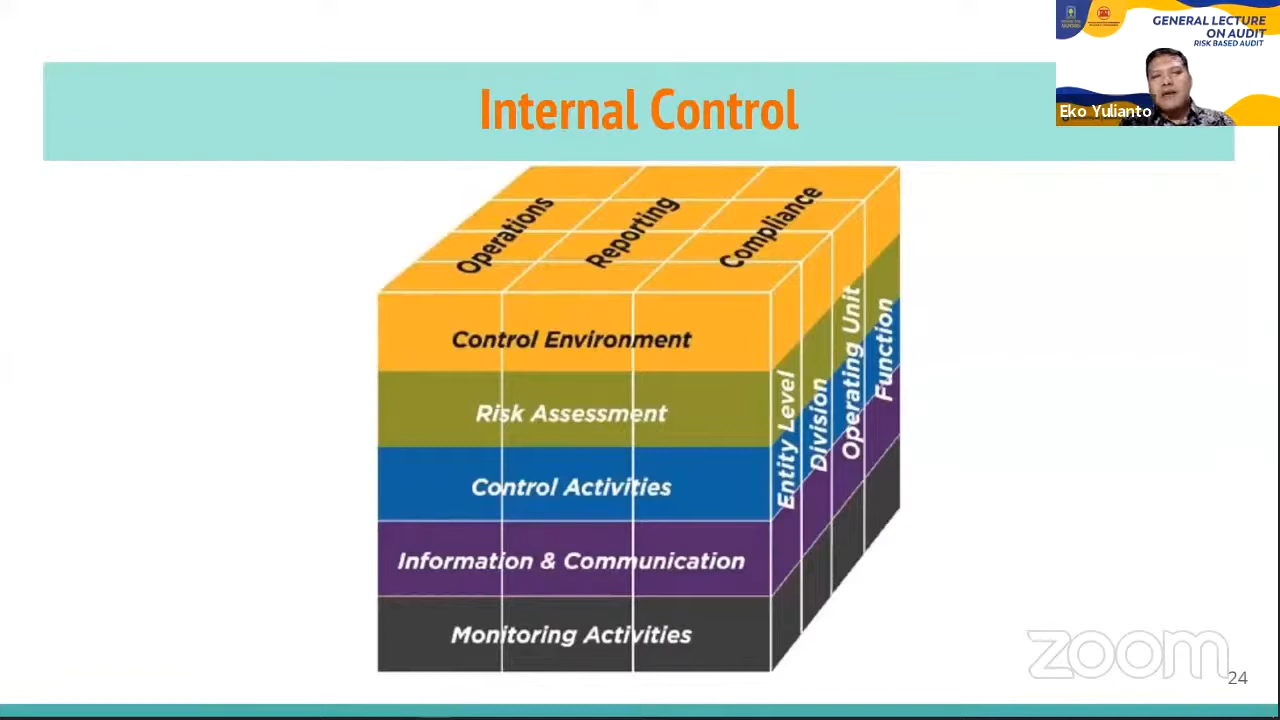 GENERAL LECTURE
ON AUDIT
RISK BASED AUDIT
Eko Yulianto
Internal Control
Operations
Reporting
Compliance
Control Environment
Risk Assessment
Control Activities
Information & Communication
Monitoring Activities
Entity Level
Division
Operating Unit
Function
zoom
24